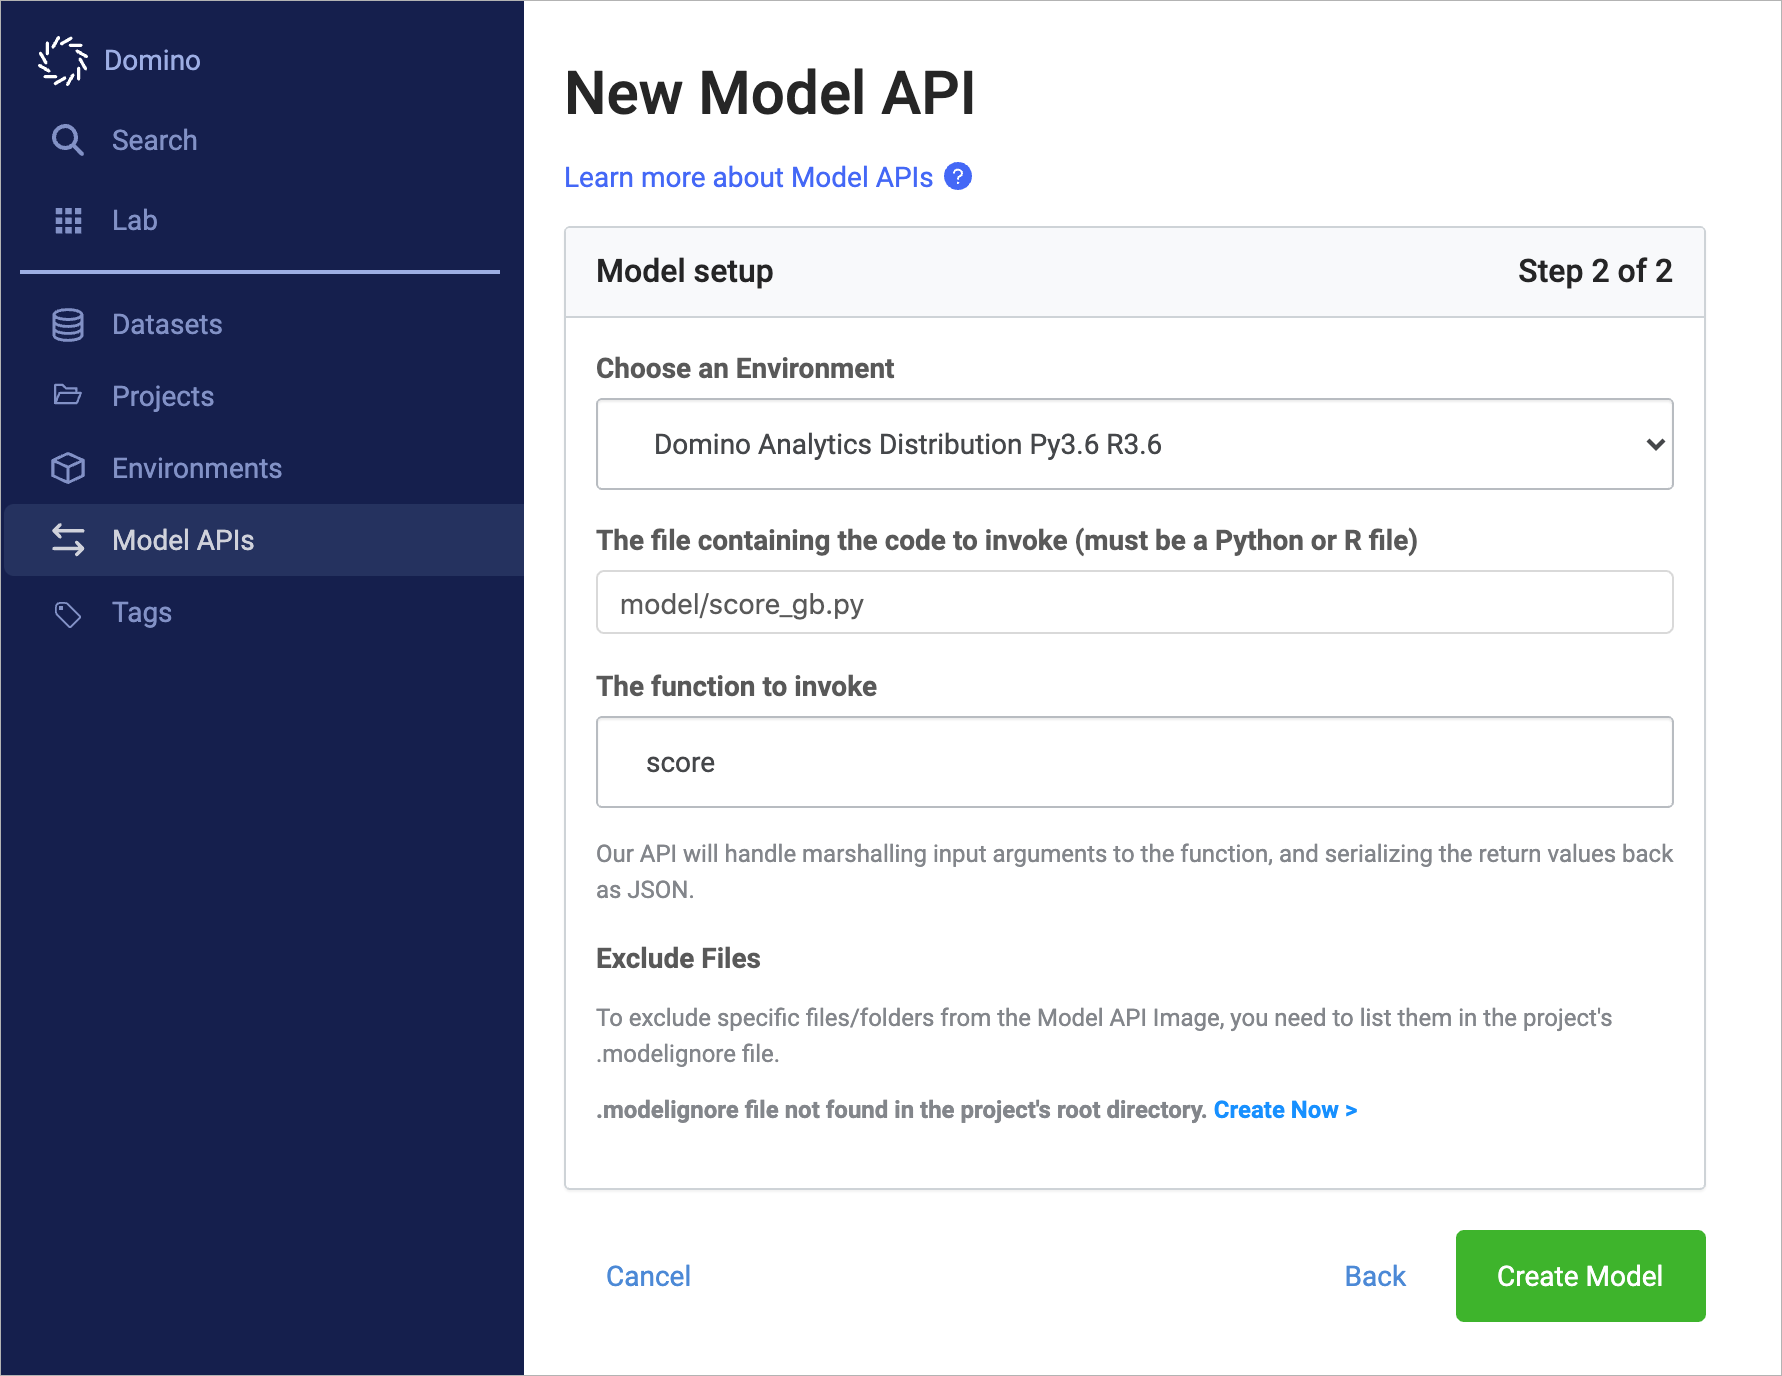 Domino
Search
Lab
Datasets
Projects
Environments
Model APIs
Tags
New Model API
Learn more about Model APIs ?
Model setup
Step 2 of 2
Choose an Environment
Domino Analytics Distribution Py3.6 R3.6
The file containing the code to invoke (must be a Python or R file)
model/score_gb.py
The function to invoke
score
Our API will handle marshalling input arguments to the function, and serializing the return values back
as JSON.
Exclude Files
To exclude specific files/folders from the Model API Image, you need to list them in the project's
.modelignore file.
.modelignore file not found in the project's root directory. Create Now >
Cancel
Back
Create Model